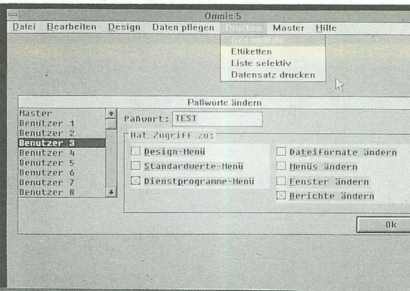 Omnis 5
Datei Bearbeiten Design Daten pflegen Drucken Master Hilfe
Etiketten
Liste selektiv
Datensatz drucken
Paßworte ändern
Master
Benutzer 1
Benutzer 2
Benutzer 3
Benutzer 4
Benutzer 5
Benutzer 6
Benutzer 7
Benutzer 8
Paßwort: TEST
Hat Zugriff zu:
Design-Menü
Standardwerte-Menü
Dienstprogramme-Menü
Dateiformate ändern
Menüs ändern
Fenster ändern
Berichte ändern
Ok